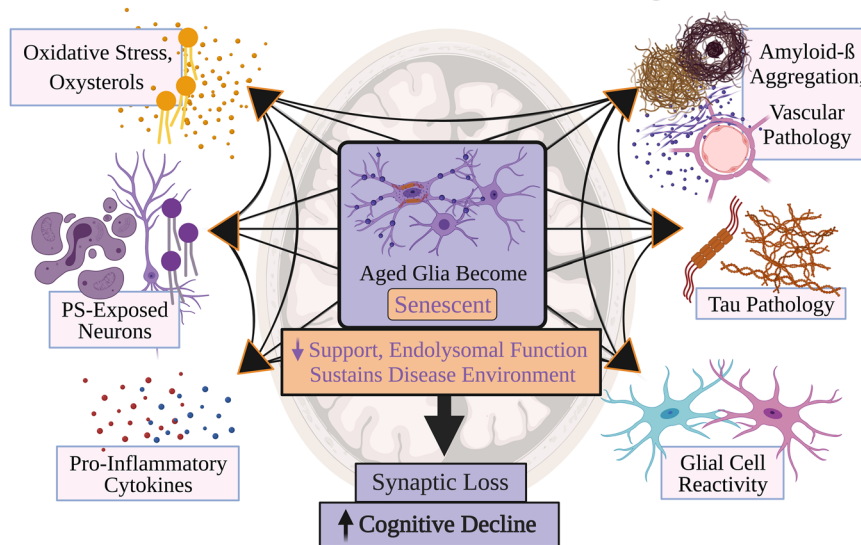 Oxidative Stress,
Oxysterols
Amyloid-ß
Aggregation,
Vascular
Pathology
Aged Glia Become
Senescent
PS-Exposed
Neurons
Tau Pathology
Support, Endolysomal Function
Sustains Disease Environment
Pro-Inflammatory
Cytokines
Glial Cell
Reactivity
Synaptic Loss
Cognitive Decline